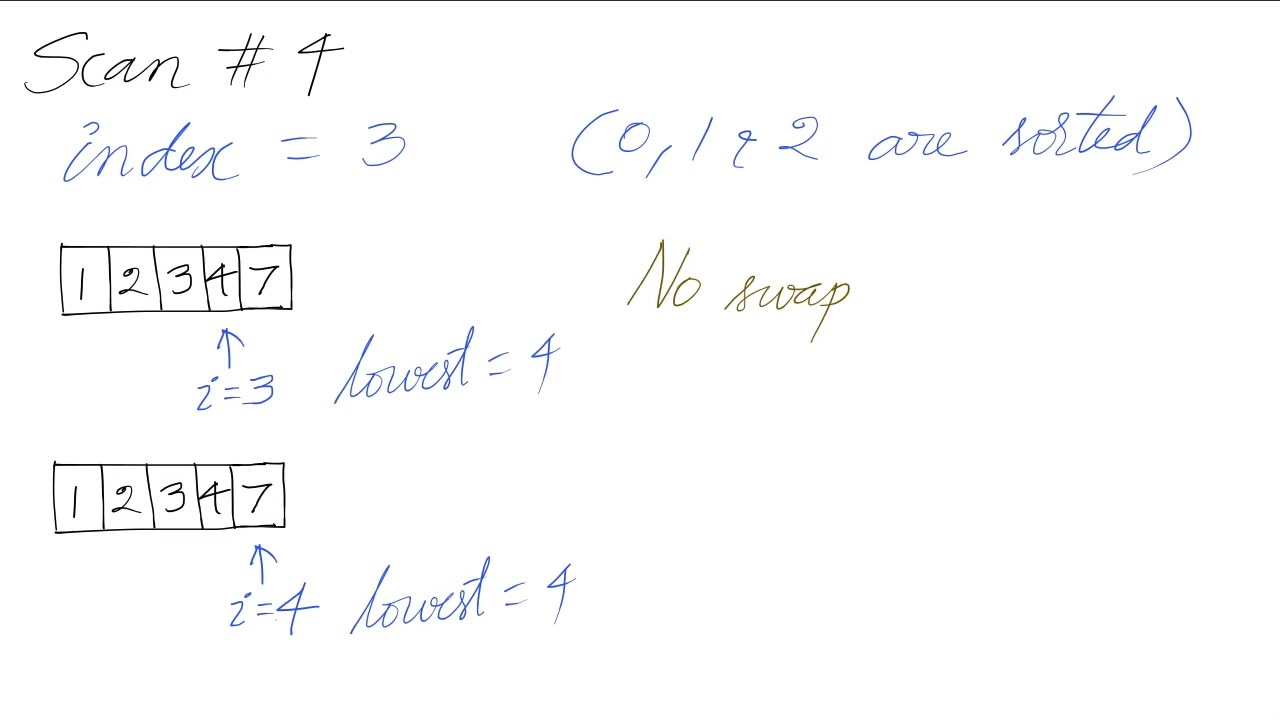 Scan # 4
index = 3 (0, 1 & 2 are sorted)
1 2 3 4 7 No swap
i=3 lowest = 4
1 2 3 4 7
i=4 lowest = 4